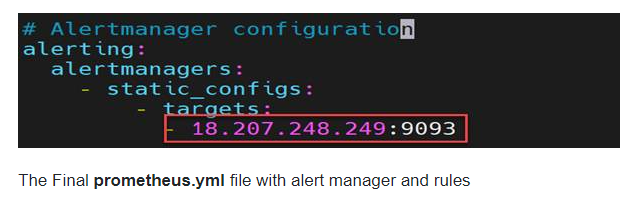 # Alertmanager configuration
alerting:
  alertmanagers:
    - static_configs:
        - targets:
          - 18.207.248.249:9093
The Final prometheus.yml file with alert manager and rules